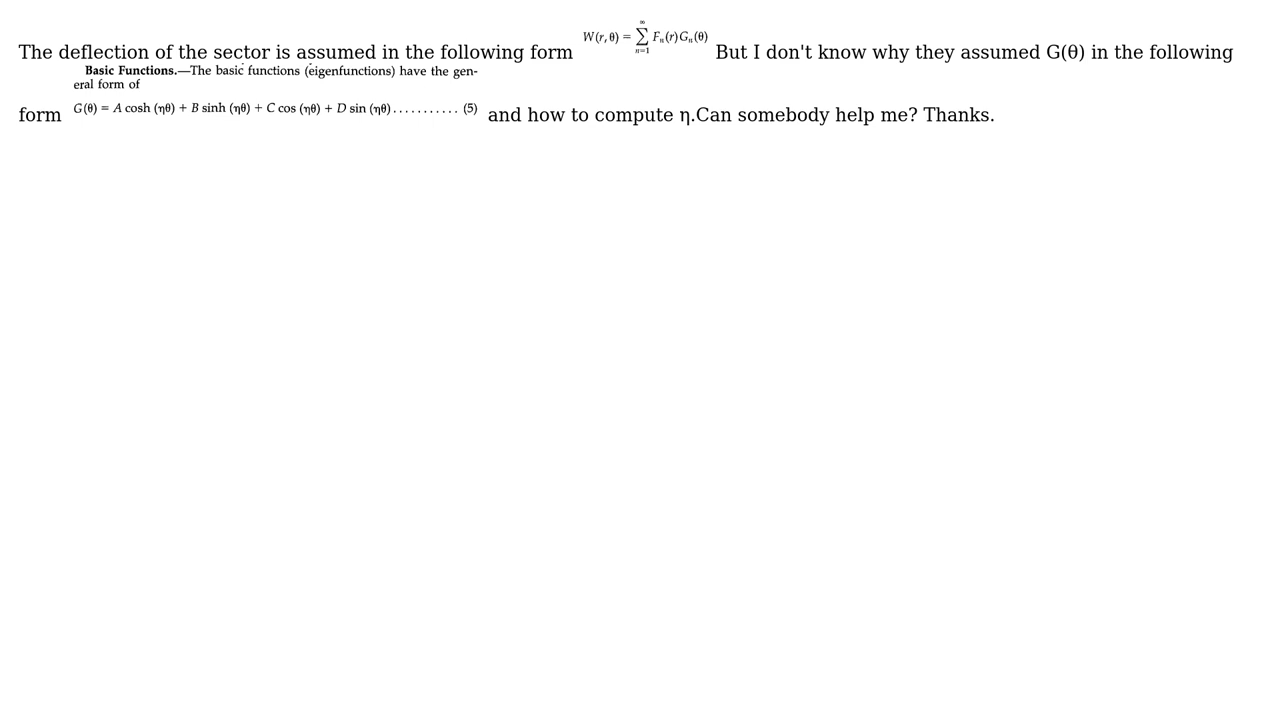 The deflection of the sector is assumed in the following form W(r, θ) = ∑_{n=1}^{∞} F_n(r)G_n(θ) But I don't know why they assumed G(θ) in the following
Basic Functions.—The basic functions (eigenfunctions) have the gen-
eral form of
form G(θ) = A cosh (ηθ) + B sinh (ηθ) + C cos (ηθ) + D sin (ηθ) . . . . . . . . . . . (5) and how to compute η.Can somebody help me? Thanks.